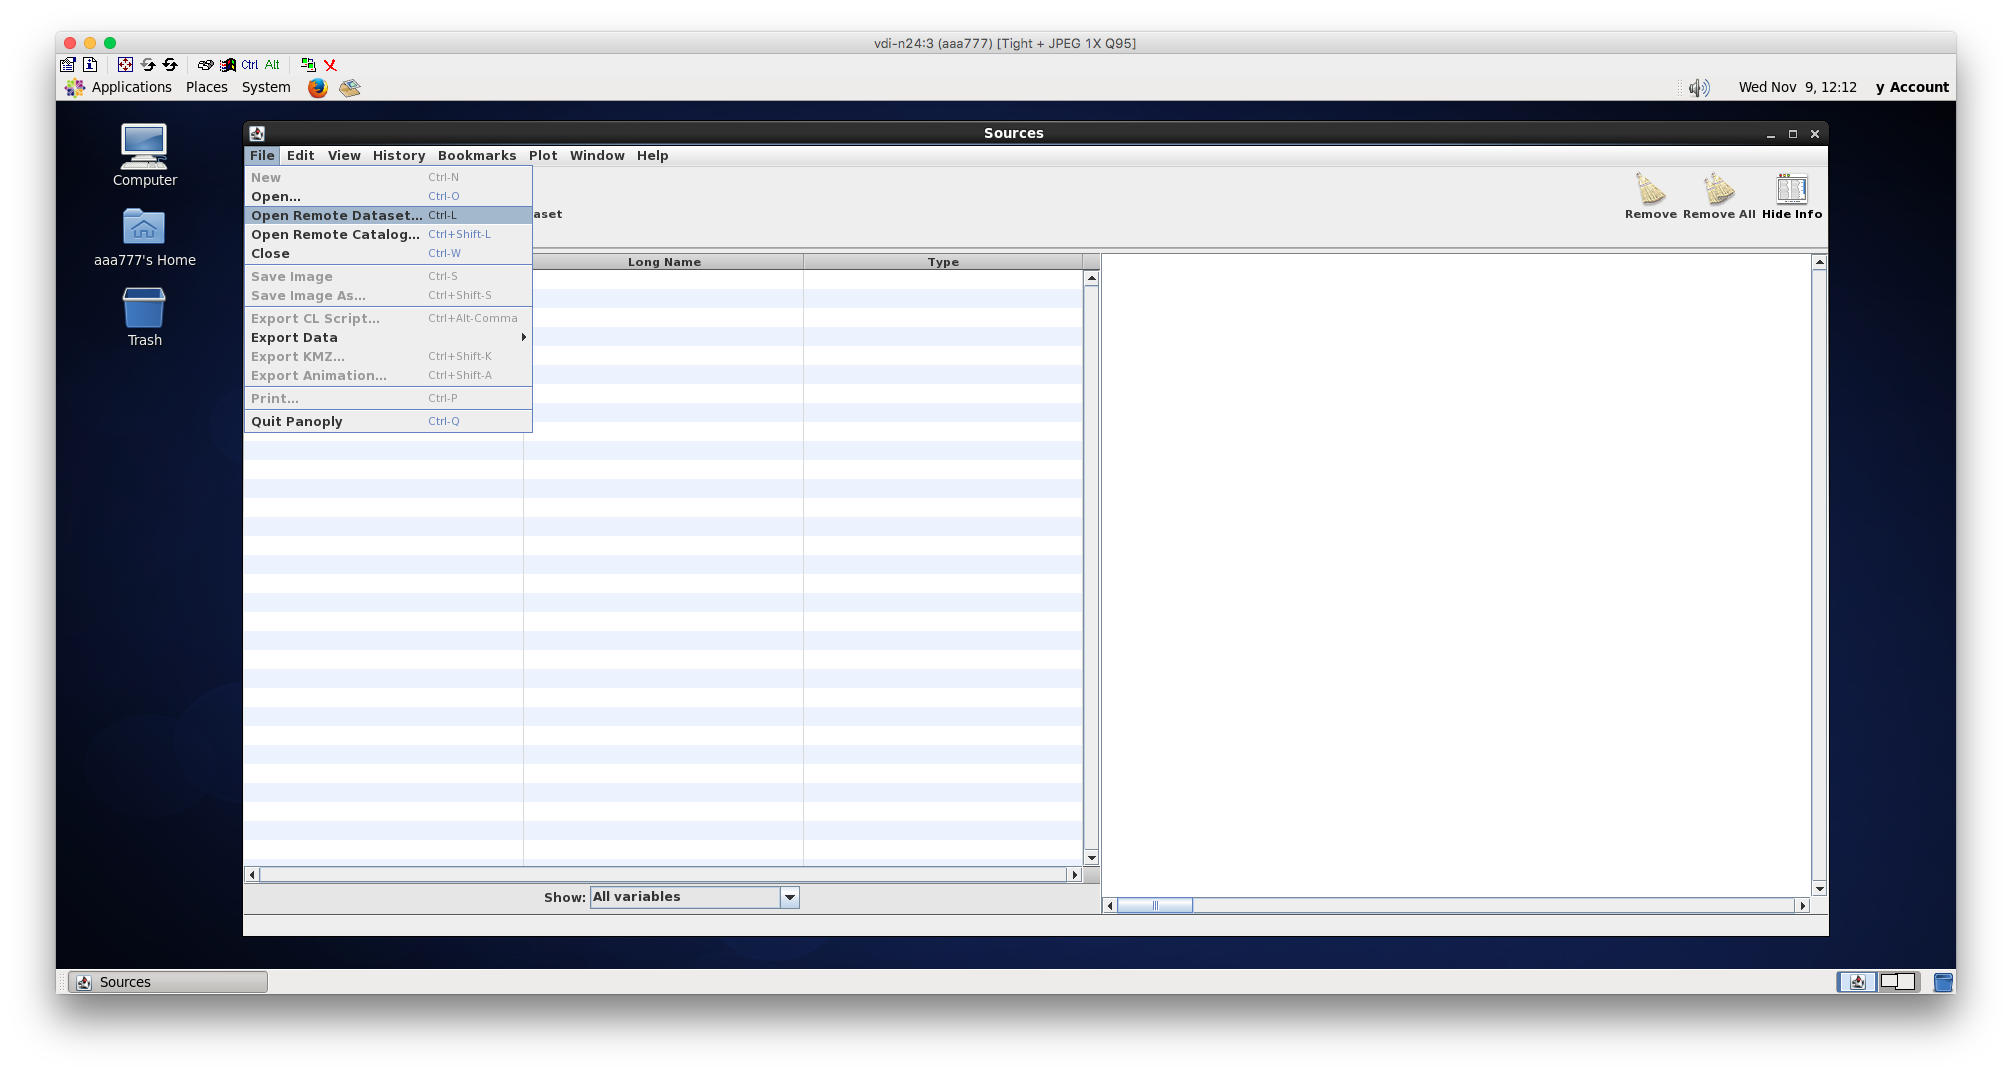 vdi-n24:3 (aaa777) [Tight + JPEG 1X Q95]
Ctrl Alt
Applications Places System Wed Nov 9, 12:12 y Account
Computer
aaa777's Home
Trash
Sources
File Edit View History Bookmarks Plot Window Help
New Ctrl-N
Open... Ctrl-O
Open Remote Dataset... Ctrl-L
aset
Open Remote Catalog... Ctrl+Shift-L
Close Ctrl-W
Save Image Ctrl-S
Save Image As... Ctrl+Shift-S
Export CL Script... Ctrl+Alt-Comma
Export Data
Export KMZ... Ctrl+Shift-K
Export Animation... Ctrl+Shift-A
Print... Ctrl-P
Quit Panoply Ctrl-Q
Remove Remove All Hide Info
Long Name Type
Show: All variables
Sources